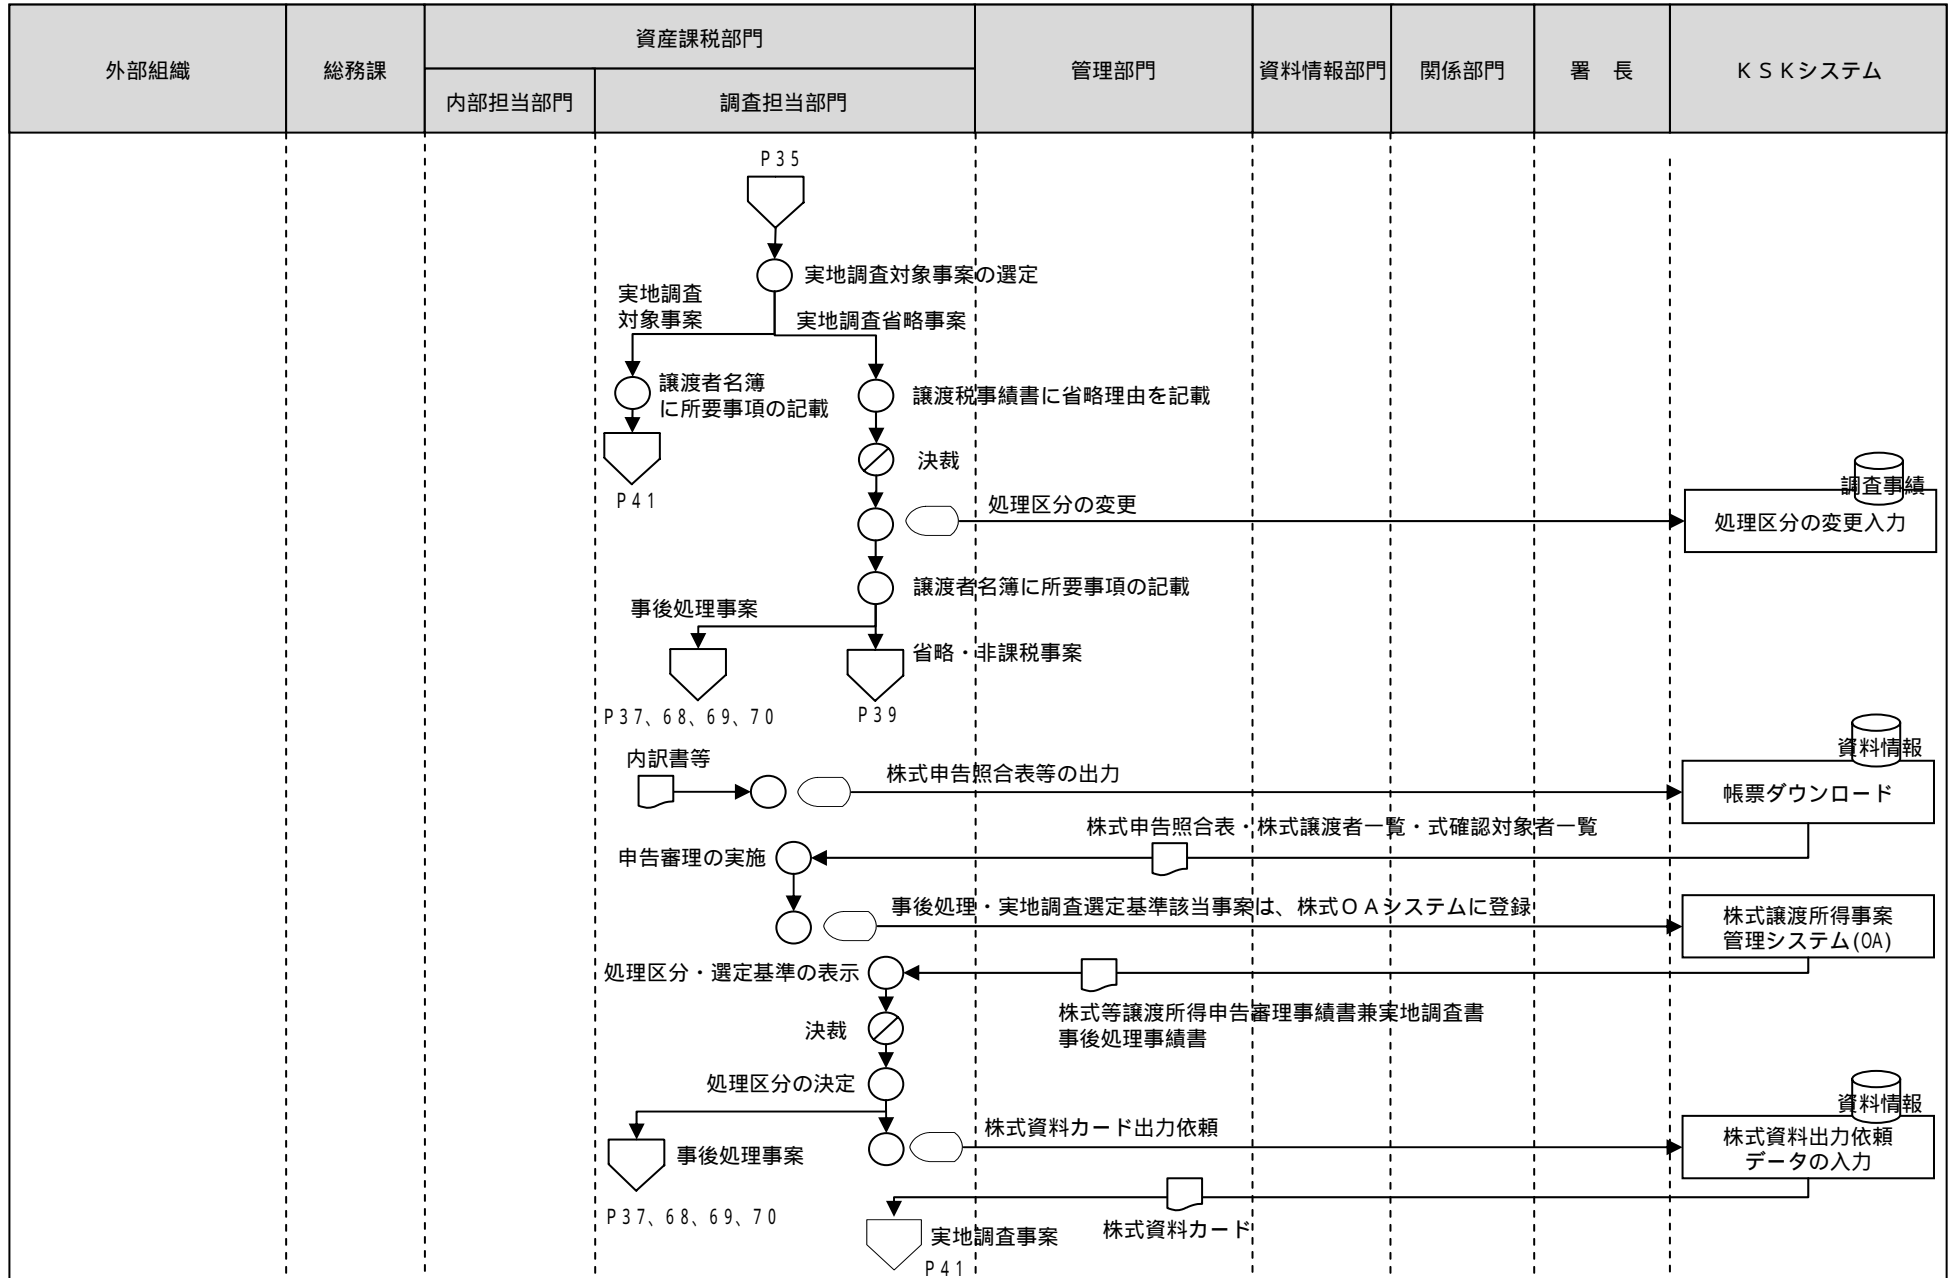 外部組織
総務課
資産課税部門
内部担当部門
調査担当部門
管理部門
資料情報部門
関係部門
署　長
ＫＳＫシステム
P35
実地調査対象事案の選定
実地調査
対象事案
実地調査省略事案
譲渡者名簿
に所要事項の記載
譲渡税事績書に省略理由を記載
P41
決裁
処理区分の変更
調査事績
処理区分の変更入力
譲渡者名簿に所要事項の記載
事後処理事案
省略・非課税事案
P37、68、69、70
P39
内訳書等
株式申告照合表等の出力
資料情報
帳票ダウンロード
株式申告照合表・株式譲渡者一覧・式確認対象者一覧
申告審理の実施
事後処理・実地調査選定基準該当事案は、株式ＯＡシステムに登録
株式譲渡所得事案
管理システム(OA)
処理区分・選定基準の表示
株式等譲渡所得申告審理事績書兼実地調査書
事後処理事績書
決裁
処理区分の決定
株式資料カード出力依頼
資料情報
株式資料出力依頼
データの入力
事後処理事案
P37、68、69、70
株式資料カード
実地調査事案
P41